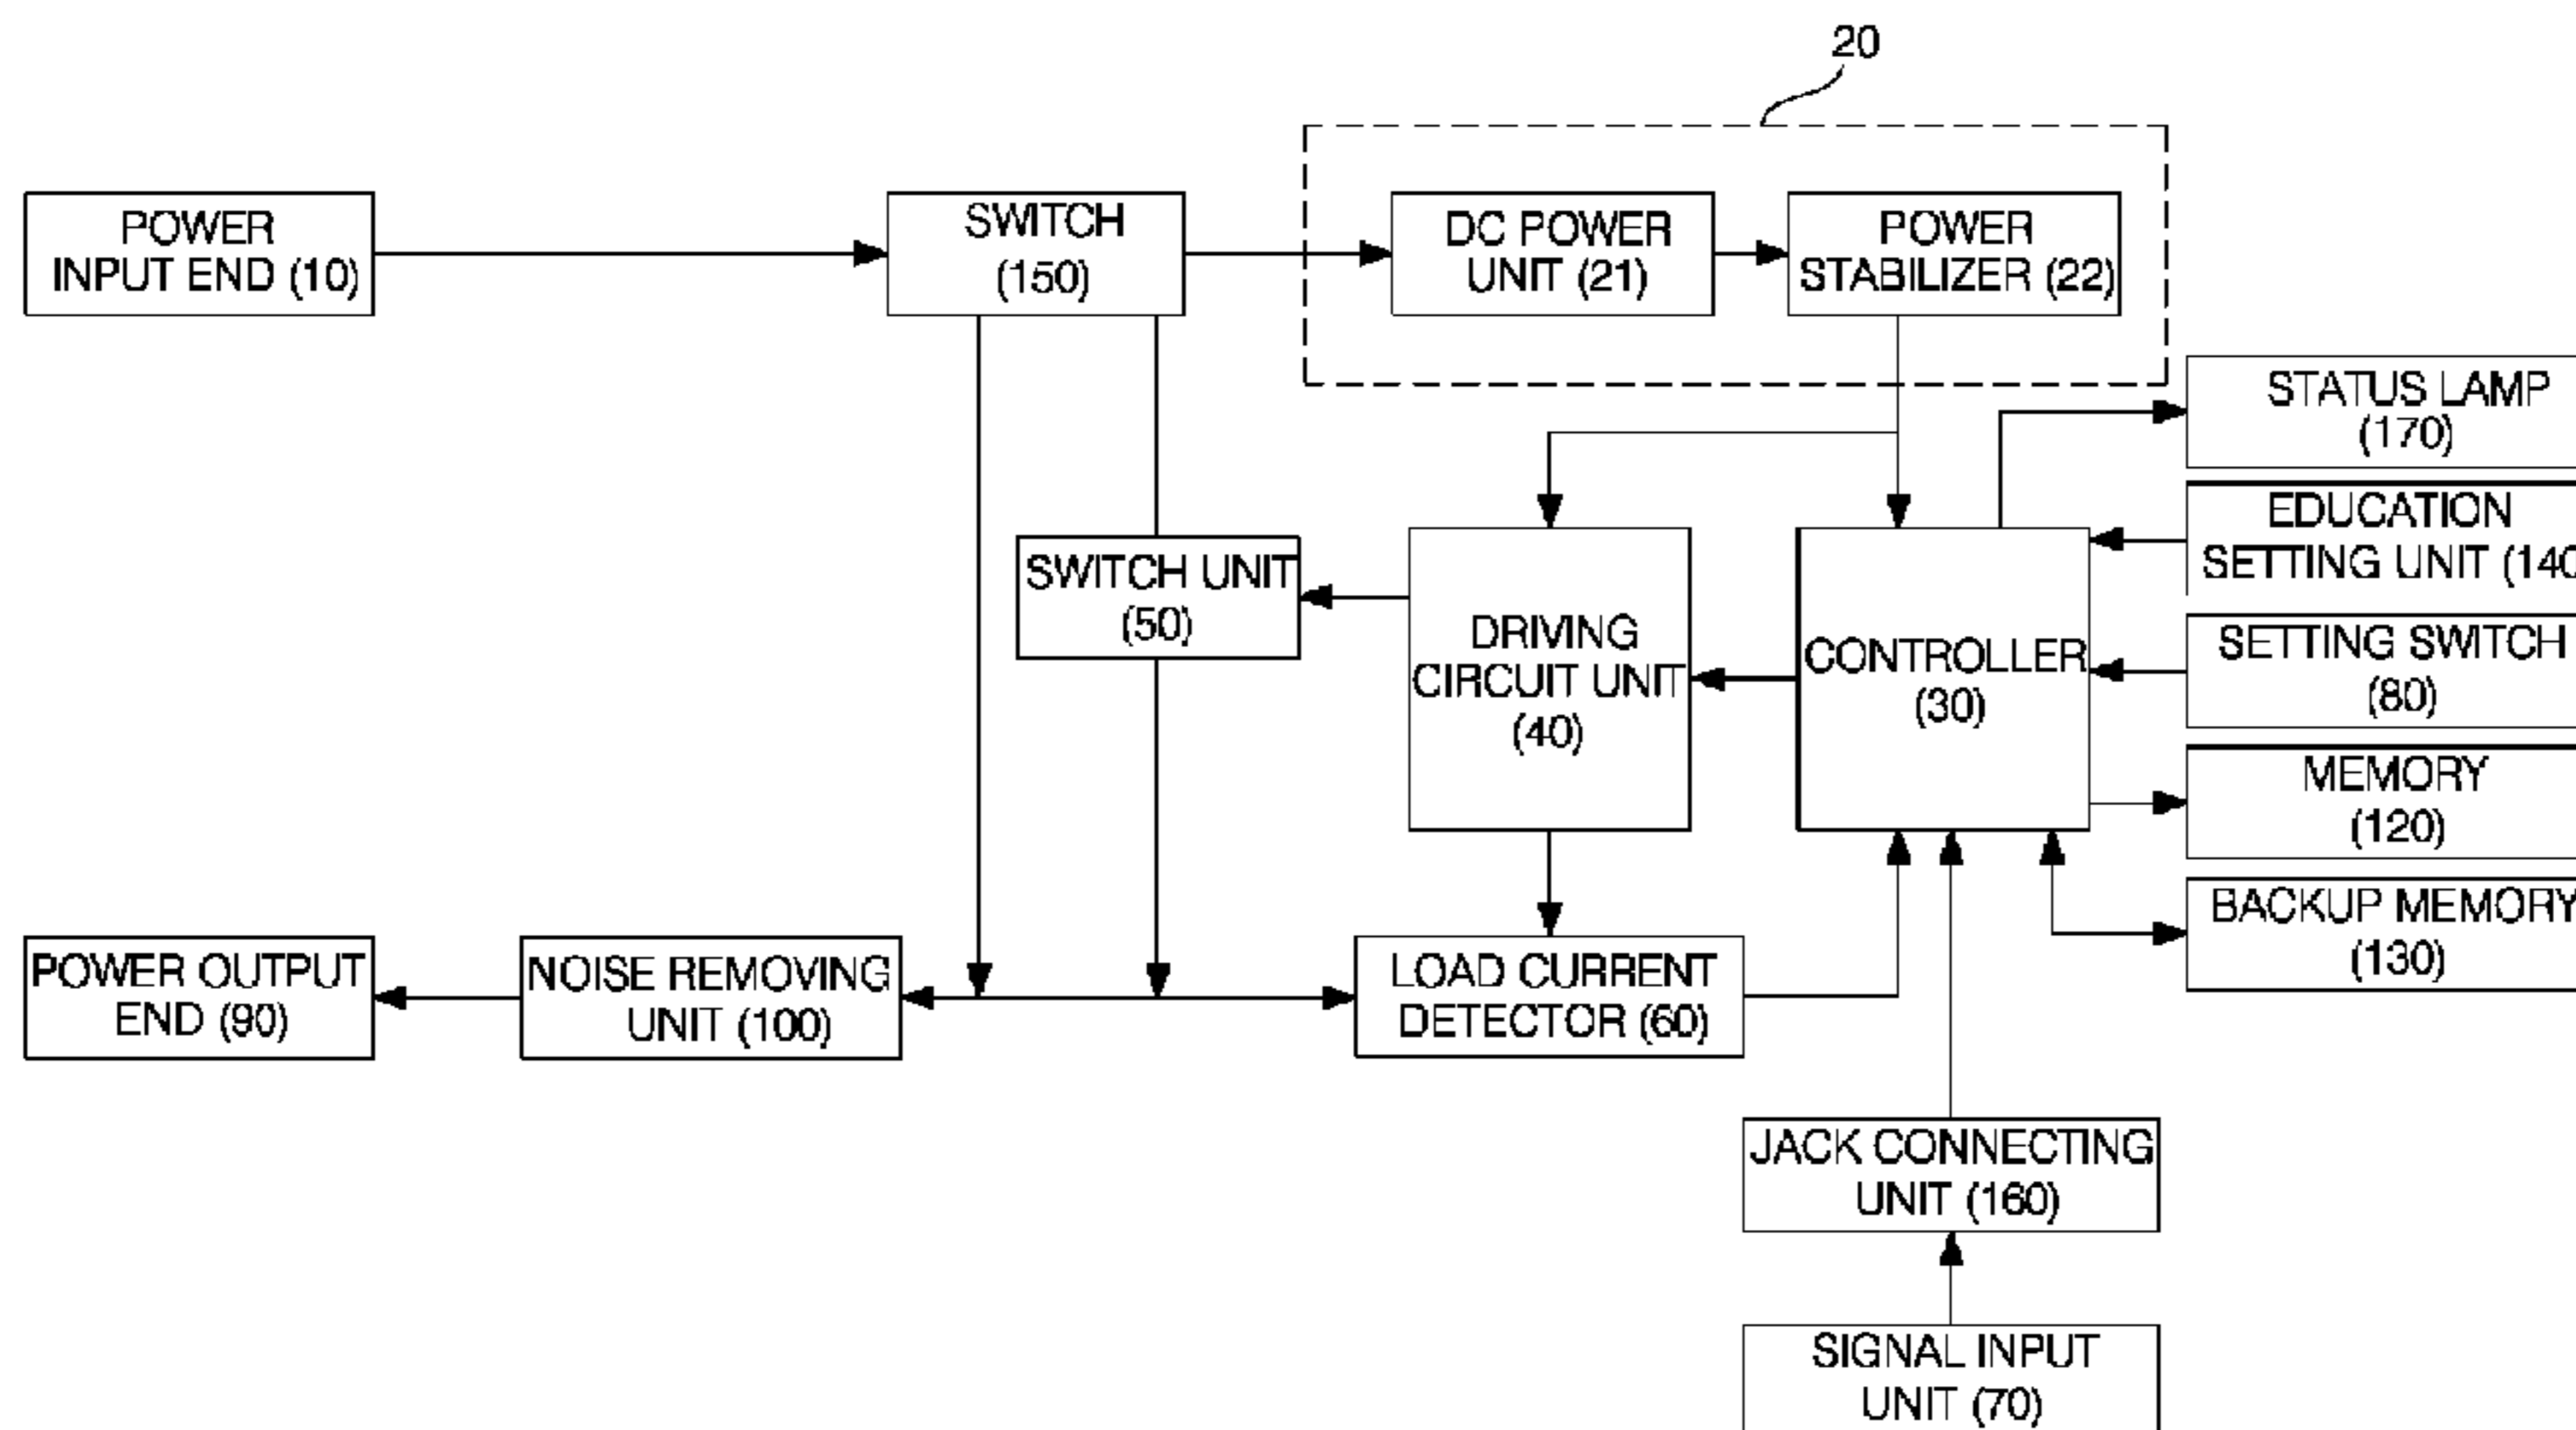 20
POWER
INPUT END (10)
SWITCH
(150)
DC POWER
UNIT (21)
POWER
STABILIZER (22)
STATUS LAMP
(170)
EDUCATION
SETTING UNIT (140
SWITCH UNIT
(50)
DRIVING
CIRCUIT UNIT
(40)
CONTROLLER
(30)
SETTING SWITCH
(80)
MEMORY
(120)
BACKUP MEMORY
(130)
POWER OUTPUT
END (90)
NOISE REMOVING
UNIT (100)
LOAD CURRENT
DETECTOR (60)
JACK CONNECTING
UNIT (160)
SIGNAL INPUT
UNIT (70)